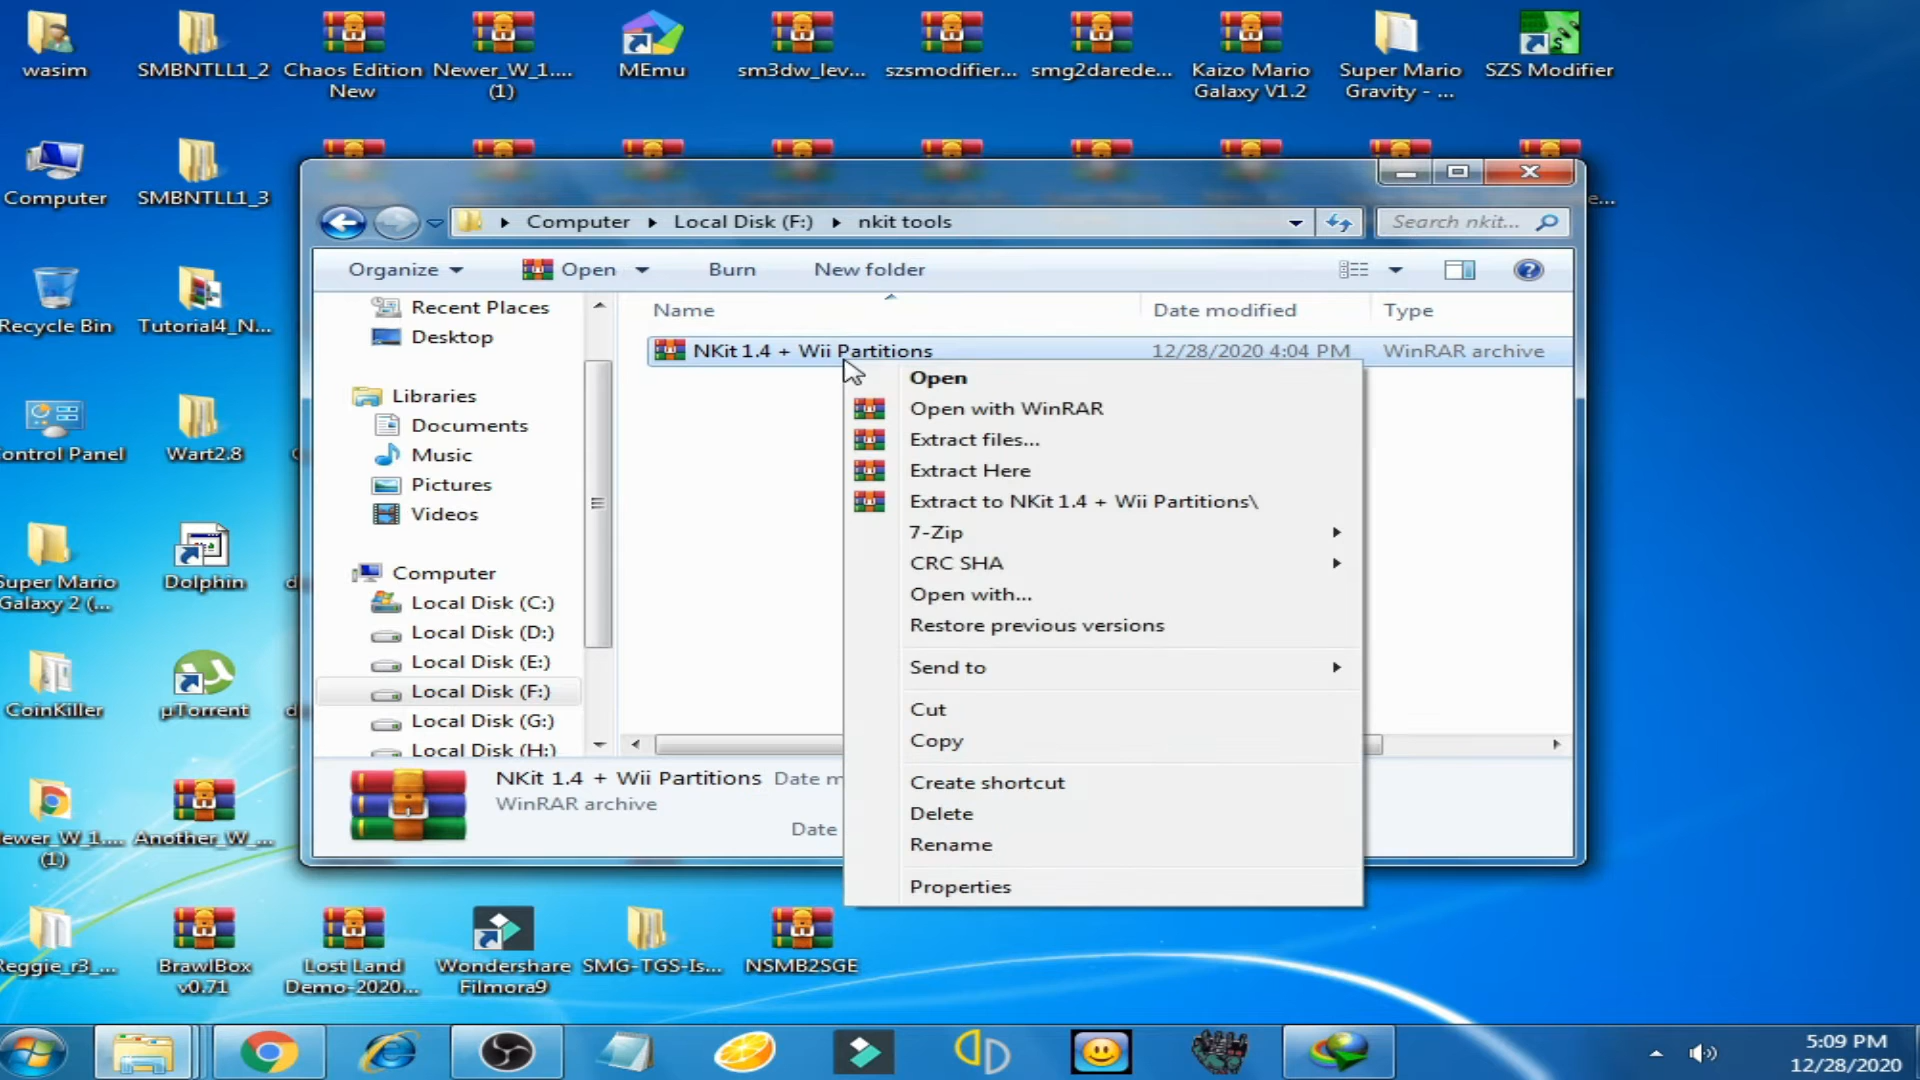 wasim
SMBNTLL1_2
Chaos Edition
New
Newer_W_1....
(1)
MEmu
sm3dw_lev...
szsmodifier...
smg2darede...
Kaizo Mario
Galaxy V1.2
Super Mario
Gravity - ...
SZS Modifier
Computer
SMBNTLL1_3
e...
Computer
Local Disk (F:)
nkit tools
Search nkit...
Organize
Open
Burn
New folder
Recycle Bin
Tutorial4_N...
Recent Places
Desktop
Libraries
Documents
Music
Pictures
Videos
Computer
Local Disk (C:)
Local Disk (D:)
Local Disk (E:)
Local Disk (F:)
Local Disk (G:)
Local Disk (H:)
Name
Date modified
Type
NKit 1.4 + Wii Partitions
12/28/2020 4:04 PM
WinRAR archive
Open
Open with WinRAR
Extract files...
Extract Here
Extract to NKit 1.4 + Wii Partitions\
7-Zip
CRC SHA
Open with...
Restore previous versions
Send to
Cut
Copy
Create shortcut
Delete
Rename
Properties
ontrol Panel
Wart2.8
Super Mario
Galaxy 2 (...
Dolphin
CoinKiller
µTorrent
NKit 1.4 + Wii Partitions
Date m
WinRAR archive
Date
ewer_W_1....
(1)
Another_W_...
Reggie_r3_...
BrawlBox
v0.71
Lost Land
Demo-2020...
Wondershare
Filmora9
SMG-TGS-Is...
NSMB2SGE
5:09 PM
12/28/2020